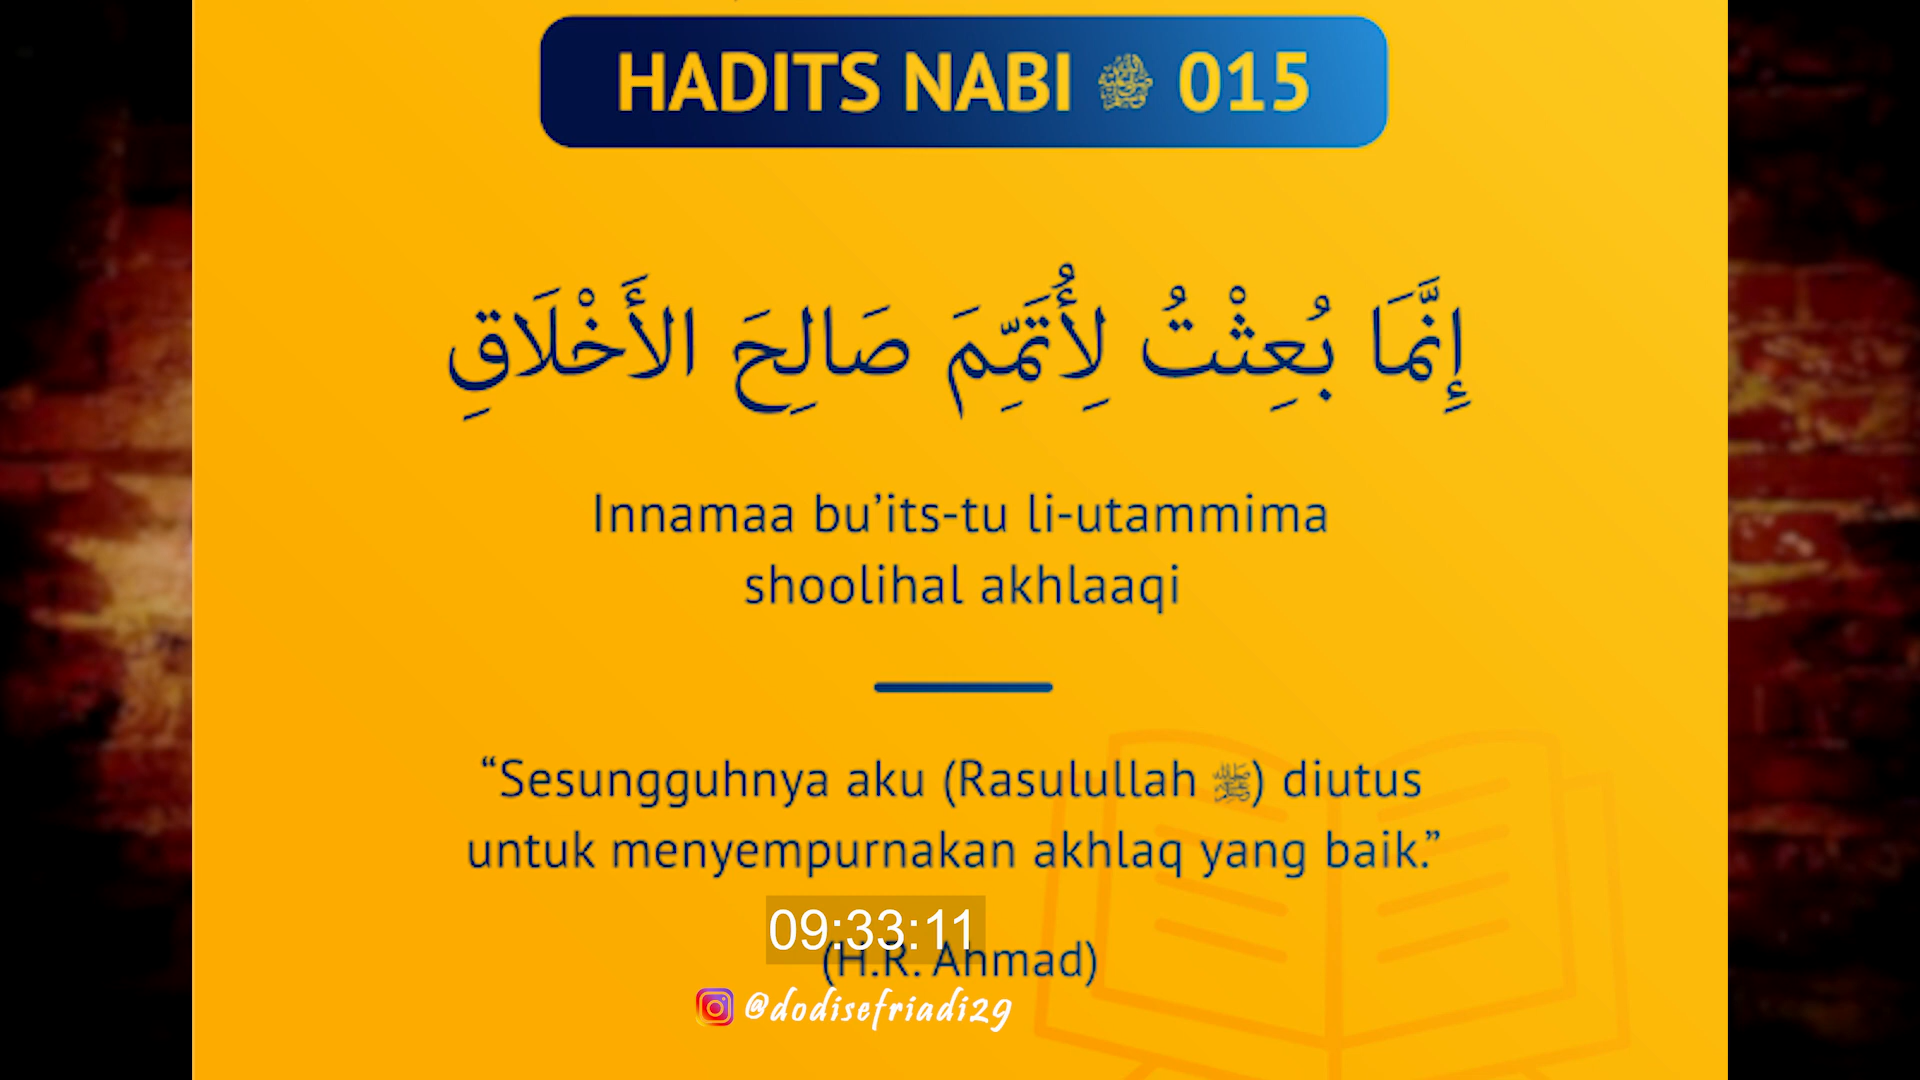 HADITS NABI ﷺ 015
إِنَّمَا بُعِثْتُ لِأُتَمِّمَ صَالِحَ الأَخْلَاقِ
Innamaa bu’its-tu li-utammima
shoolihal akhlaaqi
“Sesungguhnya aku (Rasulullah ﷺ) diutus
untuk menyempurnakan akhlaq yang baik.”
09:33:11
(H.R. Ahmad)
@dodisefriadi29